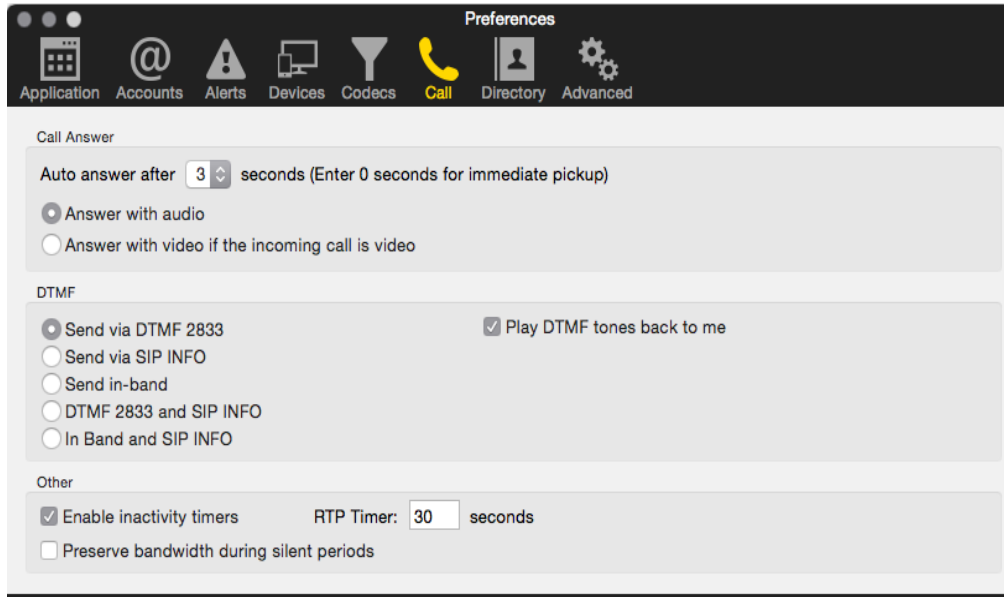 Preferences
Application Accounts Alerts Devices Codecs Call Directory Advanced
Call Answer
Auto answer after 3 seconds (Enter 0 seconds for immediate pickup)
Answer with audio
Answer with video if the incoming call is video
DTMF
Send via DTMF 2833 Play DTMF tones back to me
Send via SIP INFO
Send in-band
DTMF 2833 and SIP INFO
In Band and SIP INFO
Other
Enable inactivity timers RTP Timer: 30 seconds
Preserve bandwidth during silent periods